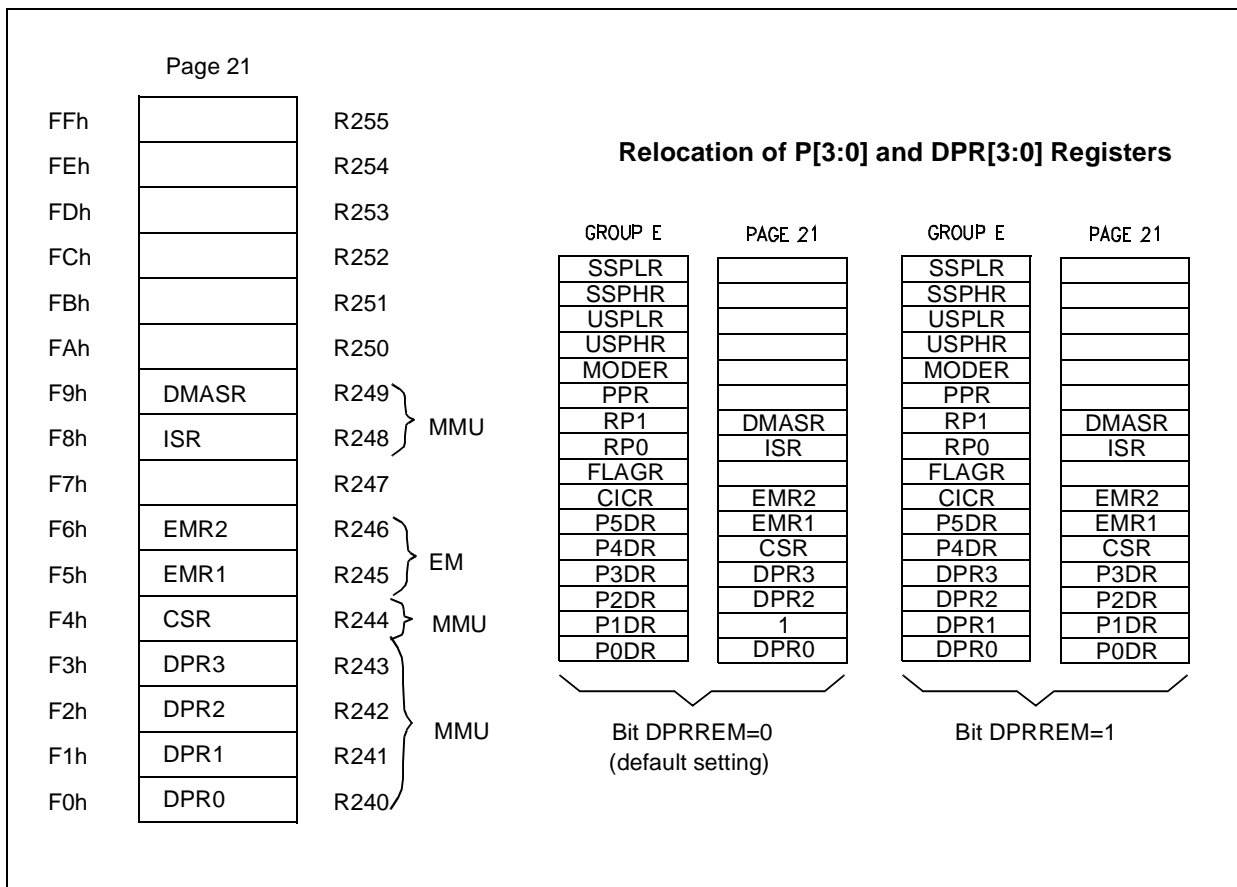 Page 21
FFh R255
FEh R254
FDh R253
FCh R252
FBh R251
FAh R250
F9h DMASR R249
F8h ISR R248
MMU
F7h R247
F6h EMR2 R246
F5h EMR1 R245
EM
F4h CSR R244 MMU
F3h DPR3 R243
F2h DPR2 R242
MMU
F1h DPR1 R241
F0h DPR0 R240
Relocation of P[3:0] and DPR[3:0] Registers
GROUP E PAGE 21 GROUP E PAGE 21
SSPLR SSPLR
SSPHR SSPHR
USPLR USPLR
USPHR USPHR
MODER MODER
PPR PPR
RP1 DMASR RP1 DMASR
RP0 ISR RP0 ISR
FLAGR FLAGR
CICR EMR2 CICR EMR2
P5DR EMR1 P5DR EMR1
P4DR CSR P4DR CSR
P3DR DPR3 DPR3 P3DR
P2DR DPR2 DPR2 P2DR
P1DR 1 DPR1 P1DR
P0DR DPR0 DPR0 P0DR
Bit DPRREM=0 Bit DPRREM=1
(default setting)